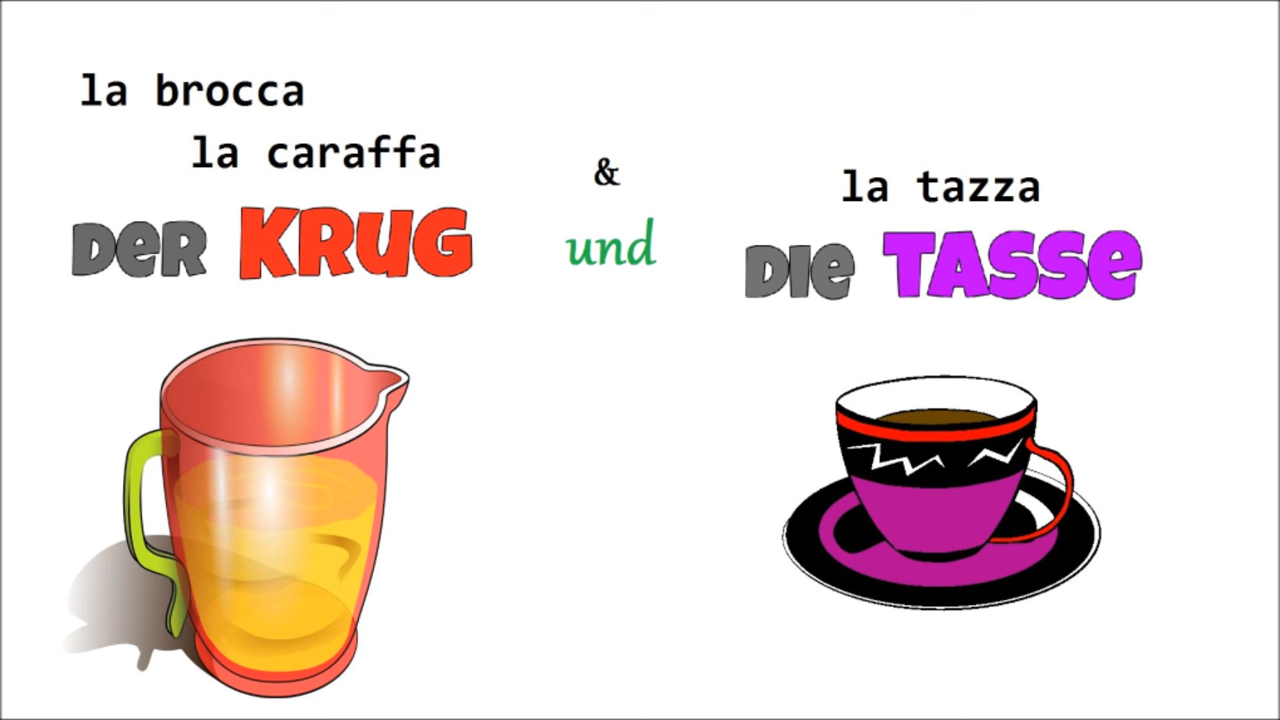 la brocca
la caraffa
DER KRUG
&
und
la tazza
DIE TASSE